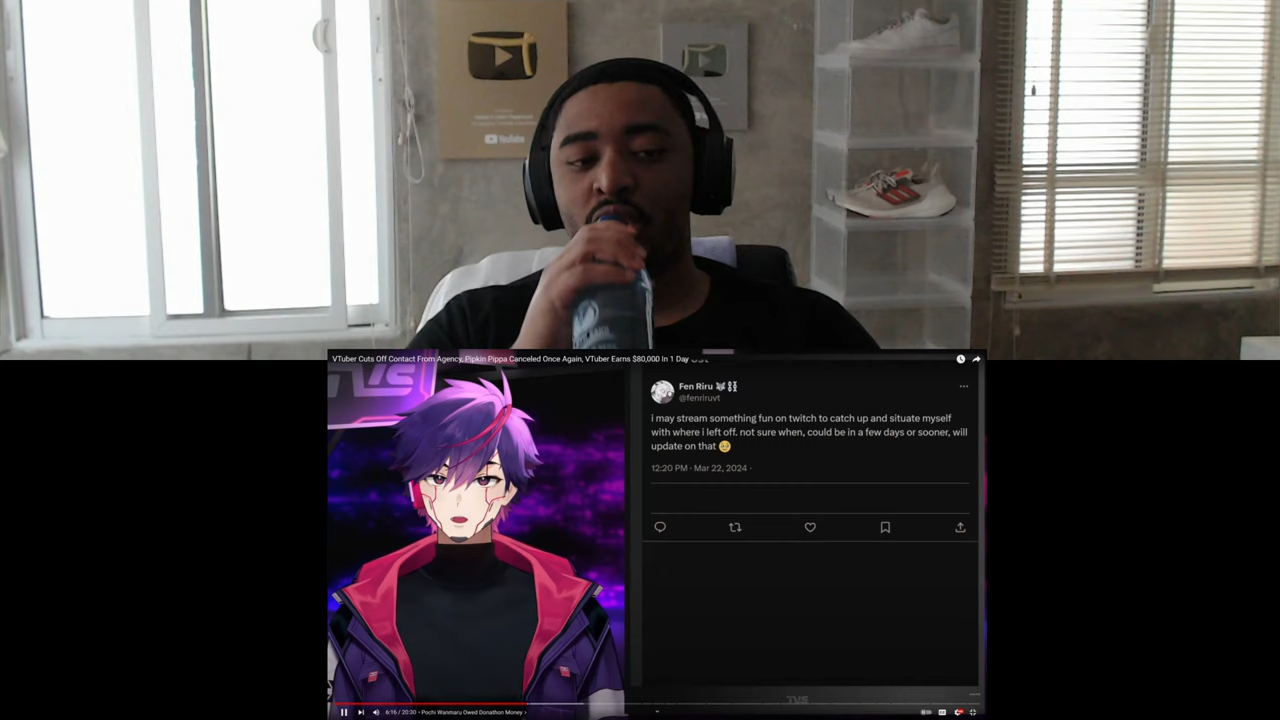 YouTube
VTuber Cuts Off Contact From Agency, Pipkin Pippa Canceled Once Again, VTuber Earns $80,000 In 1 Day
Fen Riru
@fenriruvt
i may stream something fun on twitch to catch up and situate myself
with where i left off. not sure when, could be in a few days or sooner, will
update on that 🥹
12:20 PM · Mar 22, 2024 ·
TVS
6:16 / 20:30 • Pochi Wanmaru Owed Donathon Money >